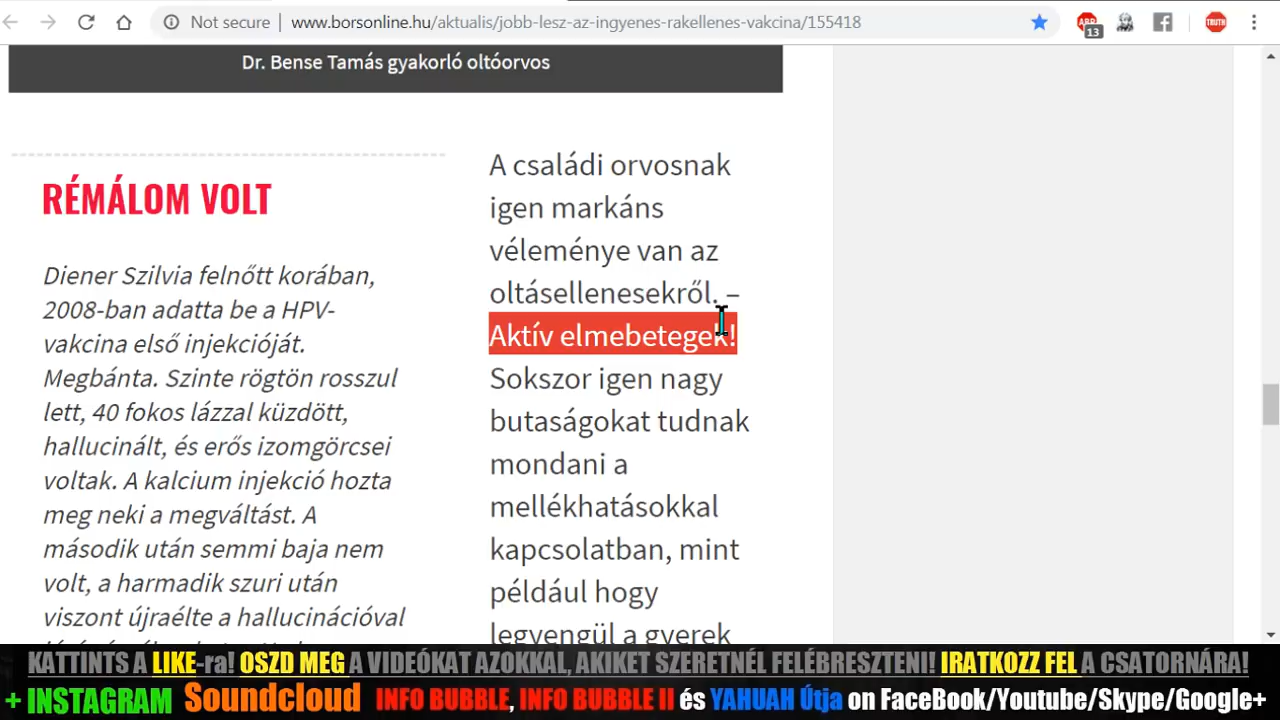 Not secure | www.borsonline.hu/aktualis/jobb-lesz-az-ingyenes-rakellenes-vakcina/155418
ABP
13
TRUTH
Dr. Bense Tamás gyakorló oltóorvos
RÉMÁLOM VOLT
Diener Szilvia felnőtt korában,
2008-ban adatta be a HPV-
vakcina első injekcióját.
Megbánta. Szinte rögtön rosszul
lett, 40 fokos lázzal küzdött,
hallucinált, és erős izomgörcsei
voltak. A kalcium injekció hozta
meg neki a megváltást. A
második után semmi baja nem
volt, a harmadik szuri után
viszont újraélte a hallucinációval
A családi orvosnak
igen markáns
véleménye van az
oltásellenesekről. –
Aktív elmebetegek!
Sokszor igen nagy
butaságokat tudnak
mondani a
mellékhatásokkal
kapcsolatban, mint
például hogy
legyengül a gyerek
KATTINTS A LIKE-ra! OSZD MEG A VIDEÓKAT AZOKKAL, AKIKET SZERETNÉL FELÉBRESZTENI! IRATKOZZ FEL A CSATORNÁRA!
+ INSTAGRAM Soundcloud INFO BUBBLE, INFO BUBBLE II és YAHUAH Útja on FaceBook/Youtube/Skype/Google+